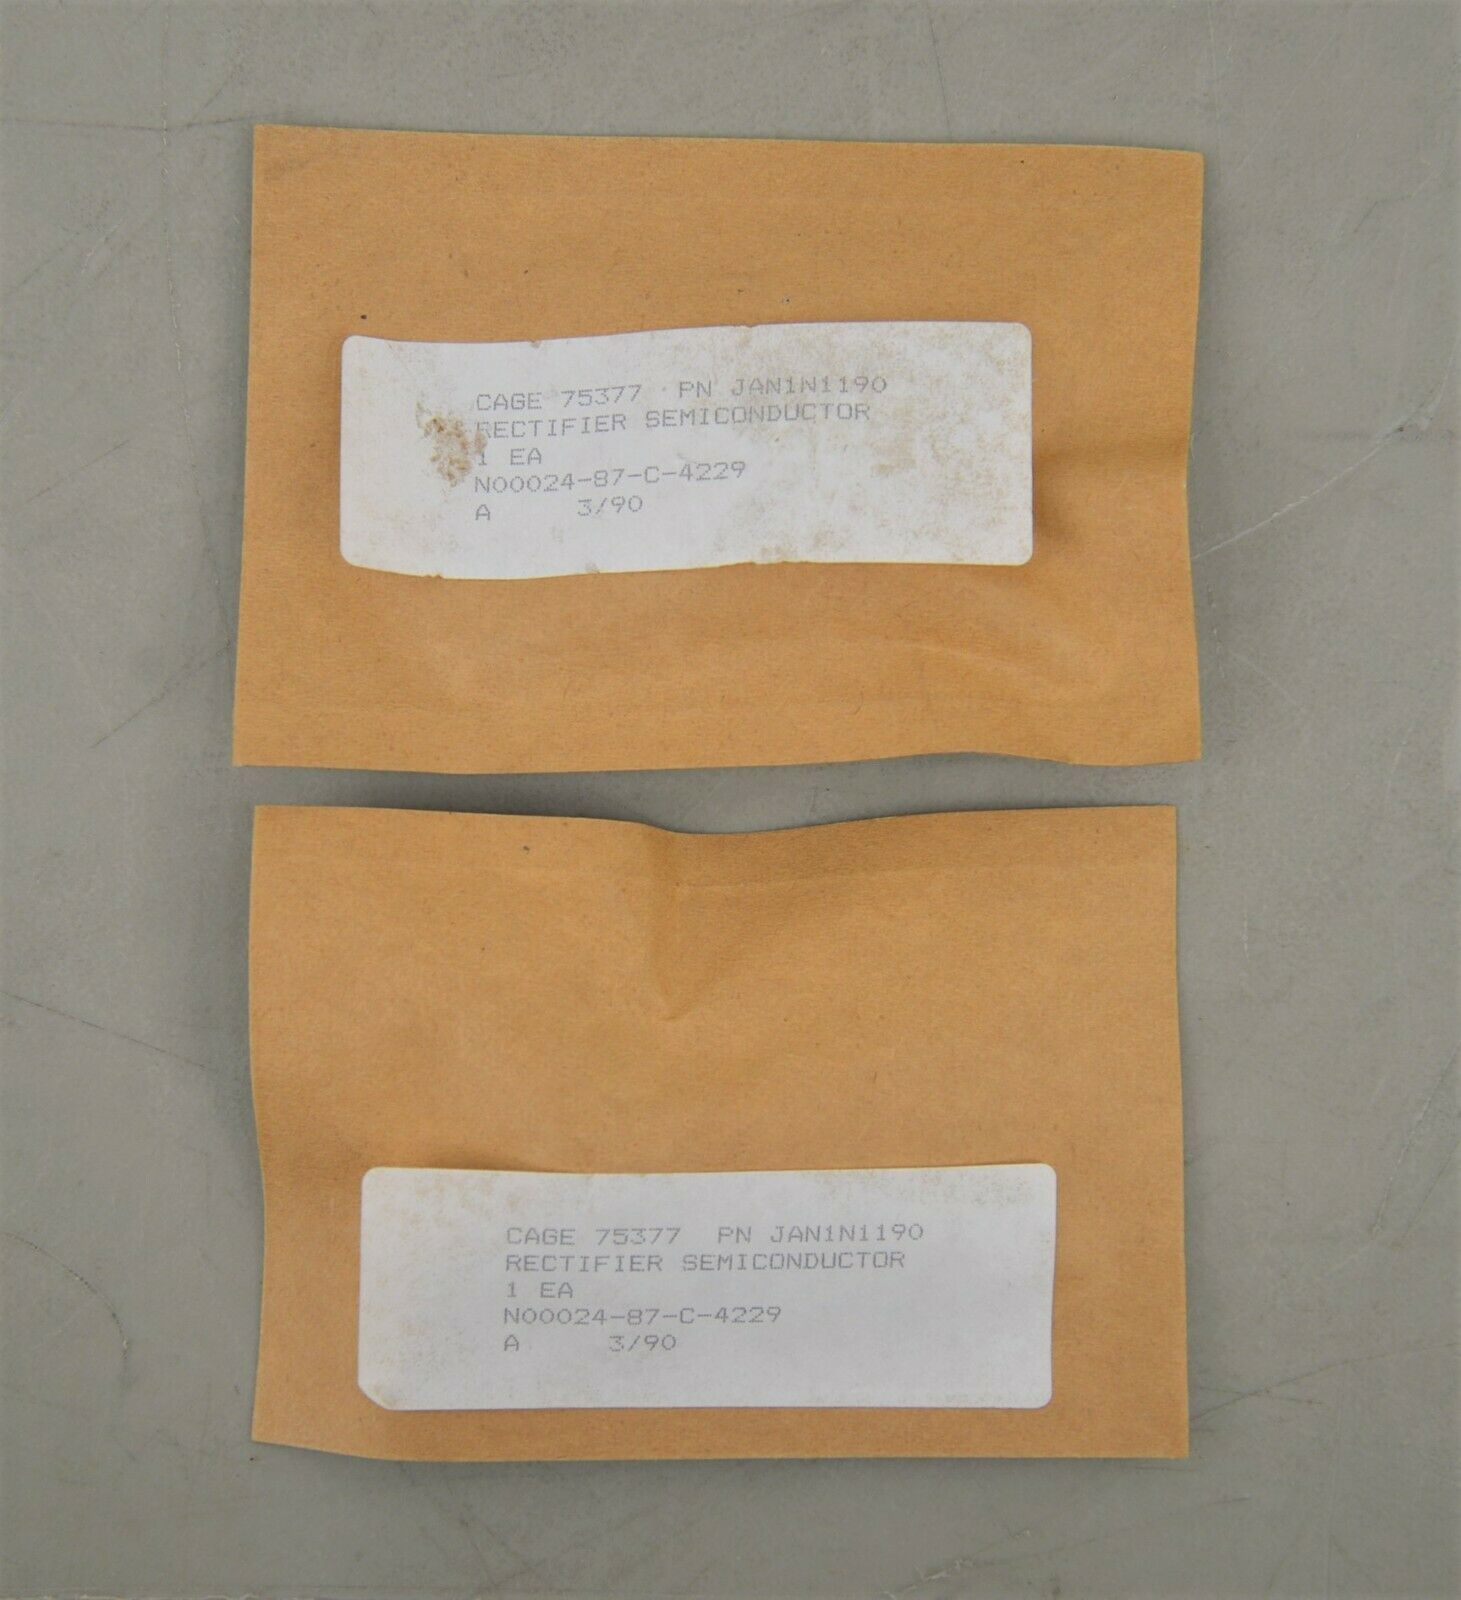 CAGE 75377 PN JAN1N1190
RECTIFIER SEMICONDUCTOR
1 EA
N00024-87-C-4229
A 3/90
CAGE 75377 PN JAN1N1190
RECTIFIER SEMICONDUCTOR
1 EA
N00024-87-C-4229
A 3/90